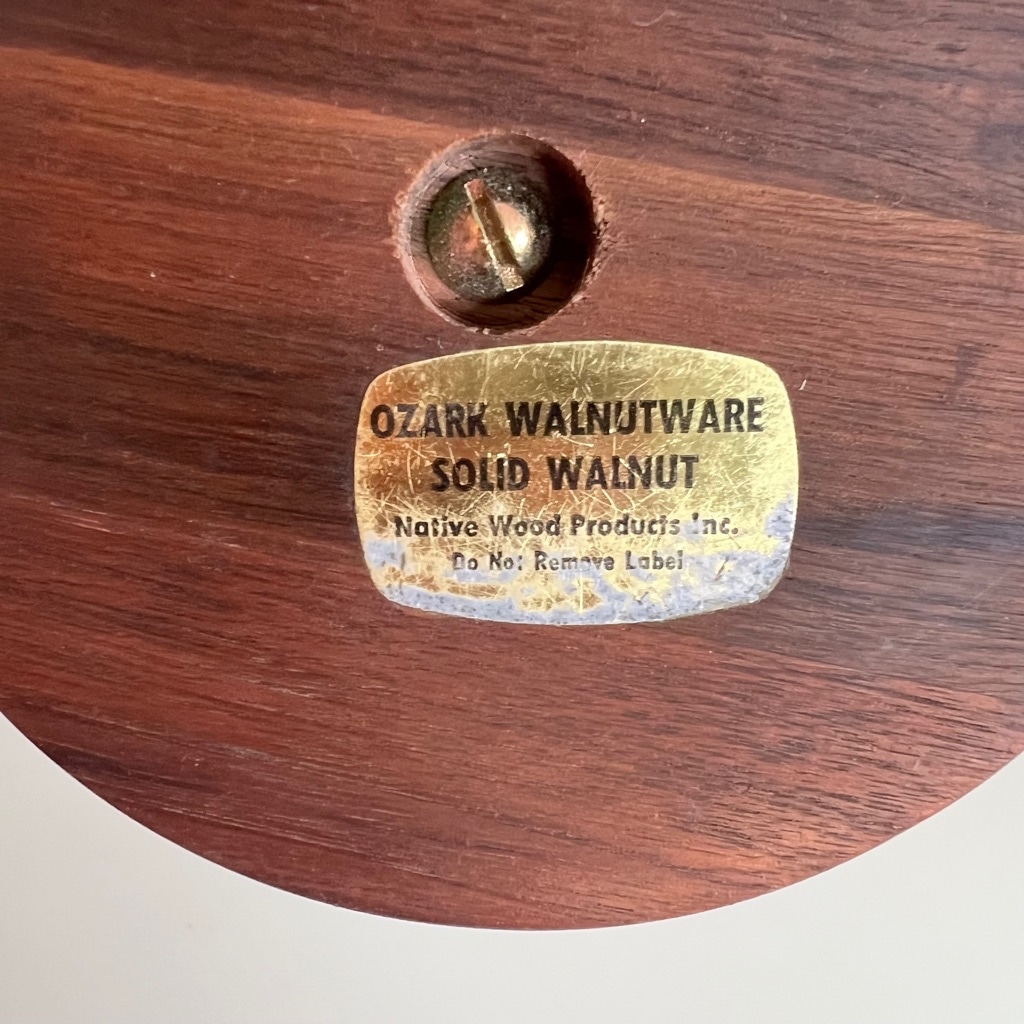 OZARK WALNUTWARE
SOLID WALNUT
Native Wood Products Inc.
Do Not Remove Label